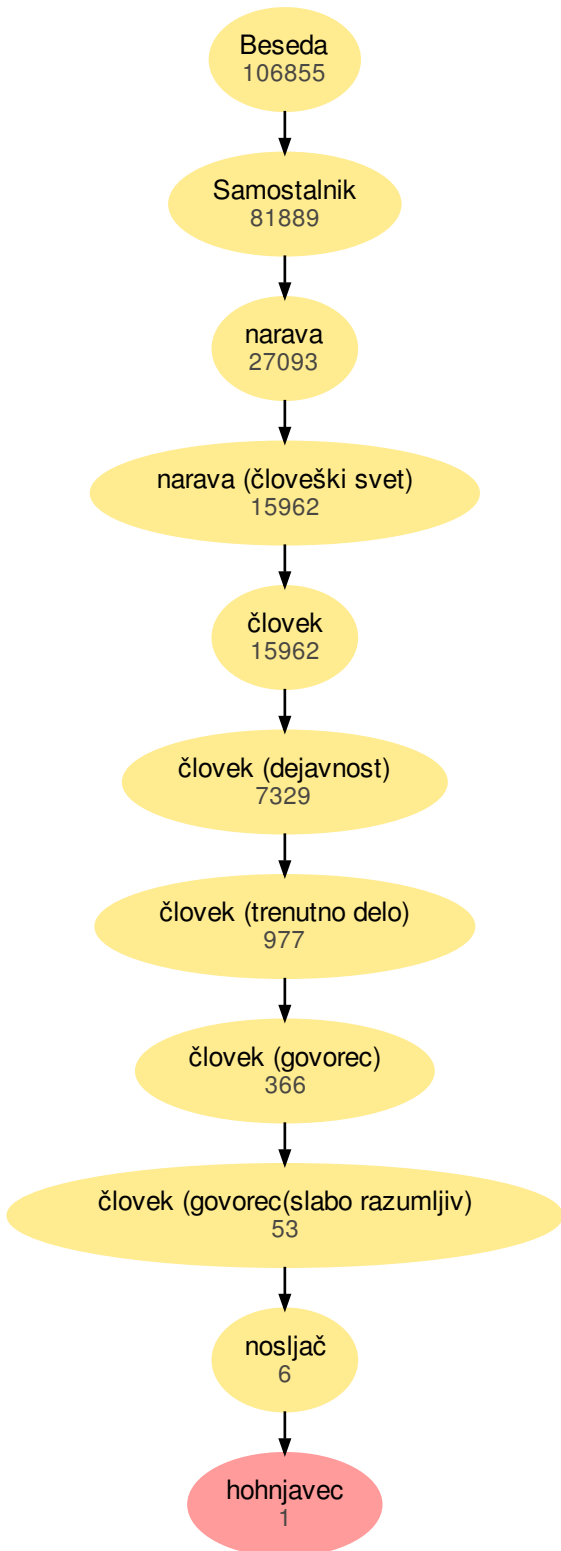 Beseda
106855
Samostalnik
81889
narava
27093
narava (človeški svet)
15962
človek
15962
človek (dejavnost)
7329
človek (trenutno delo)
977
človek (govorec)
366
človek (govorec(slabo razumljiv)
53
nosljač
6
hohnjavec
1